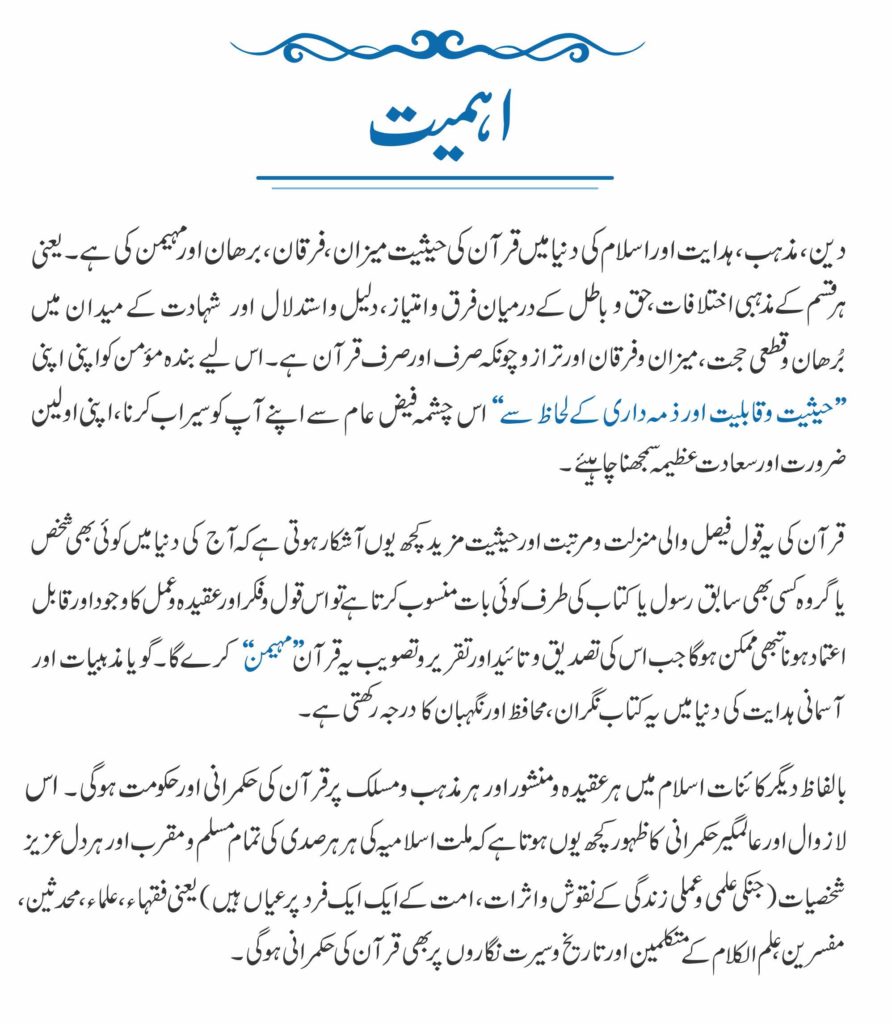 اہمیت
دین، مذہب، ہدایت اور اسلام کی دنیا میں قرآن کی حیثیت میزان، فرقان، برھان اور مہیمن کی ہے۔ یعنی
ہر قسم کے مذہبی اختلافات، حق و باطل کے درمیان فرق و امتیاز، دلیل و استدلال اور شہادت کے میدان میں
بُرھان و قطعی حجت، میزان و فرقان اور ترازو چونکہ صرف اور صرف قرآن ہے۔ اس لیے بندہ مؤمن کو اپنی اپنی
”حیثیت و قابلیت اور ذمہ داری کے لحاظ سے“ اس چشمہ فیض عام سے اپنے آپ کو سیراب کرنا، اپنی اولین
ضرورت اور سعادت عظیمہ سمجھنا چاہیئے۔
قرآن کی یہ قول فیصل والی منزلت و مرتبت اور حیثیت مزید کچھ یوں آشکار ہوتی ہے کہ آج کی دنیا میں کوئی بھی شخص
یا گروہ کسی بھی سابق رسول یا کتاب کی طرف کوئی بات منسوب کرتا ہے تو اس قول و فکر اور عقیدہ و عمل کا وجود اور قابل
اعتماد ہونا تبھی ممکن ہوگا جب اس کی تصدیق و تائید اور تقریر و تصویب یہ قرآن ”مہیمن“ کرے گا۔ گویا مذہبیات اور
آسمانی ہدایت کی دنیا میں یہ کتاب نگران، محافظ اور نگہبان کا درجہ رکھتی ہے۔
بالفاظ دیگر کائنات اسلام میں ہر عقیدہ و منشور اور ہر مذہب و مسلک پر قرآن کی حکمرانی اور حکومت ہوگی۔ اس
لازوال اور عالمگیر حکمرانی کا ظہور کچھ یوں ہوتا ہے کہ ملت اسلامیہ کی ہر ہر صدی کی تمام مسلم و مقرب اور ہر دل عزیز
شخصیات (جنکی علمی و عملی زندگی کے نقوش و اثرات، امت کے ایک ایک فرد پر عیاں ہیں) یعنی فقہاء، علماء، محدثین،
مفسرین، علم الکلام کے متکلمین اور تاریخ و سیرت نگاروں پر بھی قرآن کی حکمرانی ہوگی۔